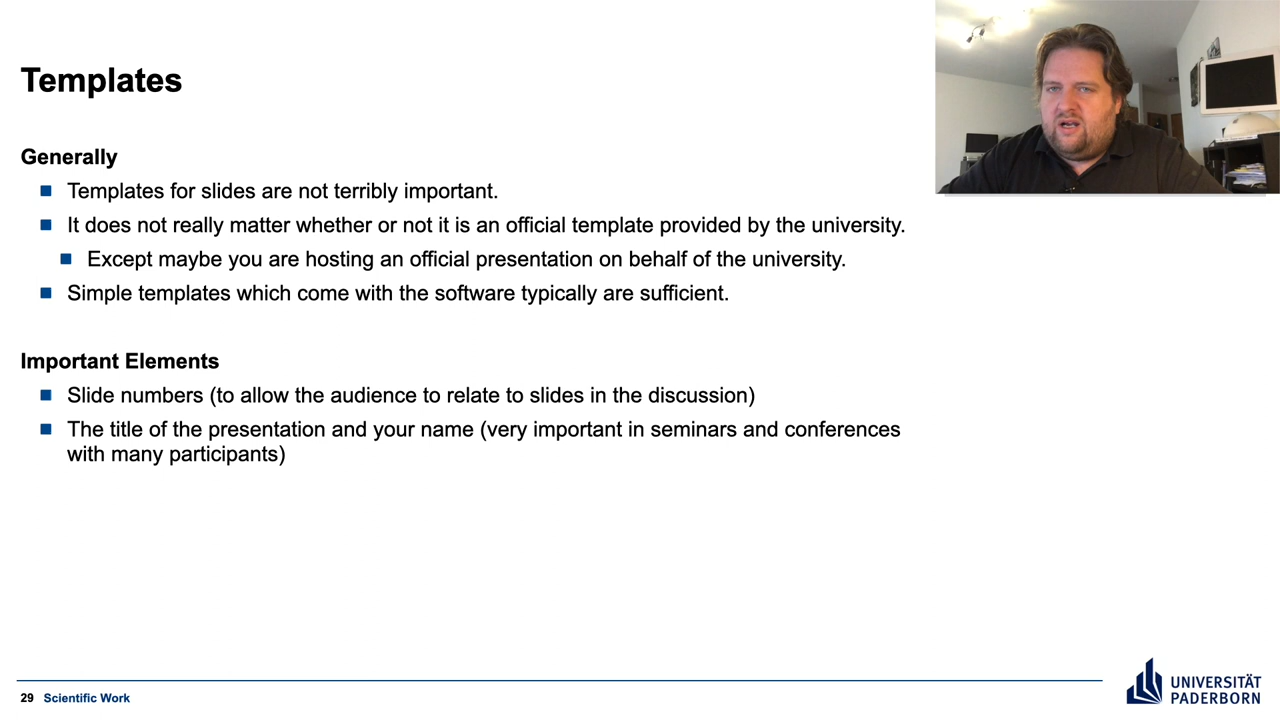 Templates
Generally
Templates for slides are not terribly important.
It does not really matter whether or not it is an official template provided by the university.
Except maybe you are hosting an official presentation on behalf of the university.
Simple templates which come with the software typically are sufficient.
Important Elements
Slide numbers (to allow the audience to relate to slides in the discussion)
The title of the presentation and your name (very important in seminars and conferences
with many participants)
29 Scientific Work
UNIVERSITÄT
PADERBORN